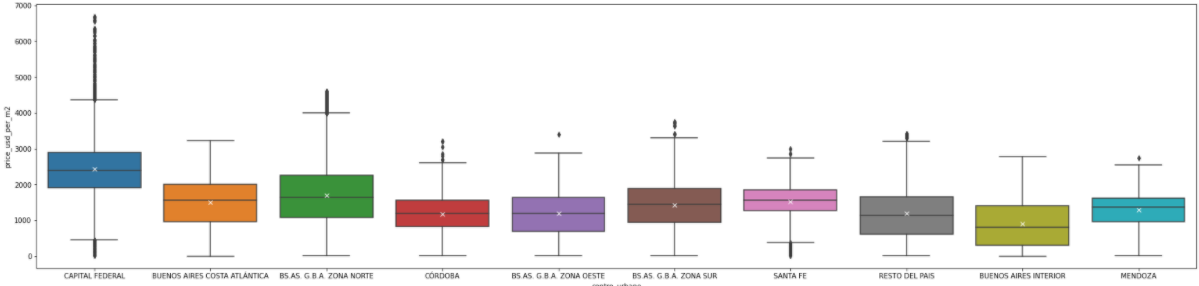 price_usd_per_m2
7000
6000
5000
4000
3000
2000
1000
0
CAPITAL FEDERAL BUENOS AIRES COSTA ATLÁNTICA BS.AS. G.B.A. ZONA NORTE CÓRDOBA BS.AS. G.B.A. ZONA OESTE BS.AS. G.B.A. ZONA SUR SANTA FE RESTO DEL PAIS BUENOS AIRES INTERIOR MENDOZA
centro_urbano